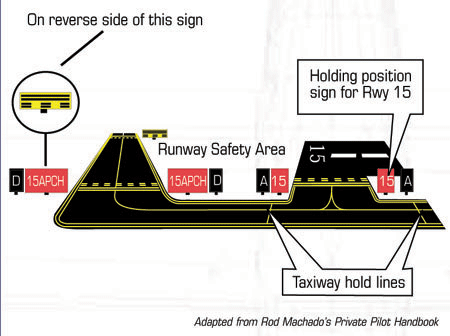 On reverse side of this sign
Holding position
sign for Rwy 15
Runway Safety Area
15
D 15APCH
15APCH D
A 15
15 A
Taxiway hold lines
Adapted from Rod Machado's Private Pilot Handbook